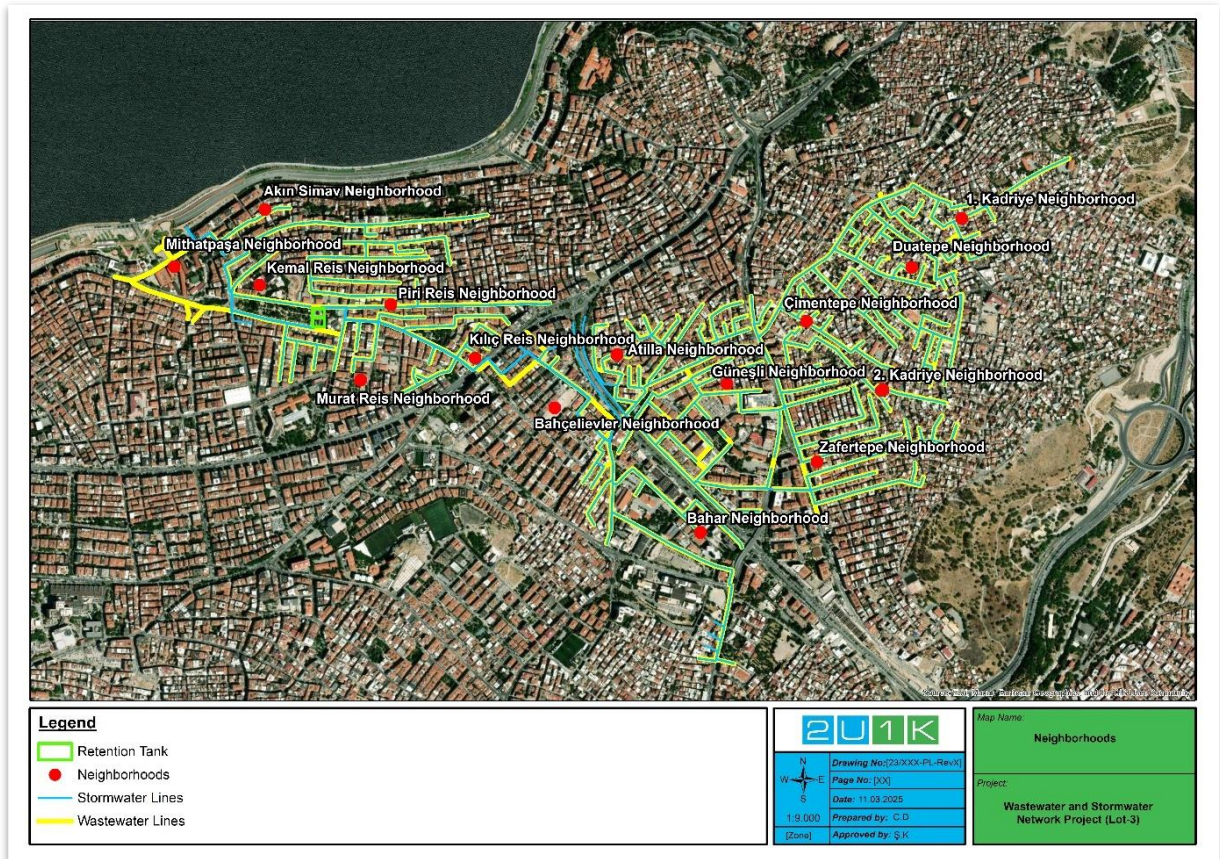 Akın Simav Neighborhood
1. Kadriye Neighborhood
Mithatpaşa Neighborhood
Duatepe Neighborhood
Kemal Reis Neighborhood
Piri Reis Neighborhood
Çimentepe Neighborhood
Kılıç Reis Neighborhood
Atilla Neighborhood
Güneşli Neighborhood
2. Kadriye Neighborhood
Murat Reis Neighborhood
Bahçelievler Neighborhood
Zafertepe Neighborhood
Bahar Neighborhood
Legend
Retention Tank
Neighborhoods
Stormwater Lines
Wastewater Lines
2U1K
N
W E
S
1:9.000
[Zone]
Drawing No:[23/XXX-PL-RevX]
Page No: [XX]
Date: 11.03.2025
Prepared by: C.D
Approved by: Ş.K
Map Name:
Neighborhoods
Project:
Wastewater and Stormwater
Network Project (Lot-3)